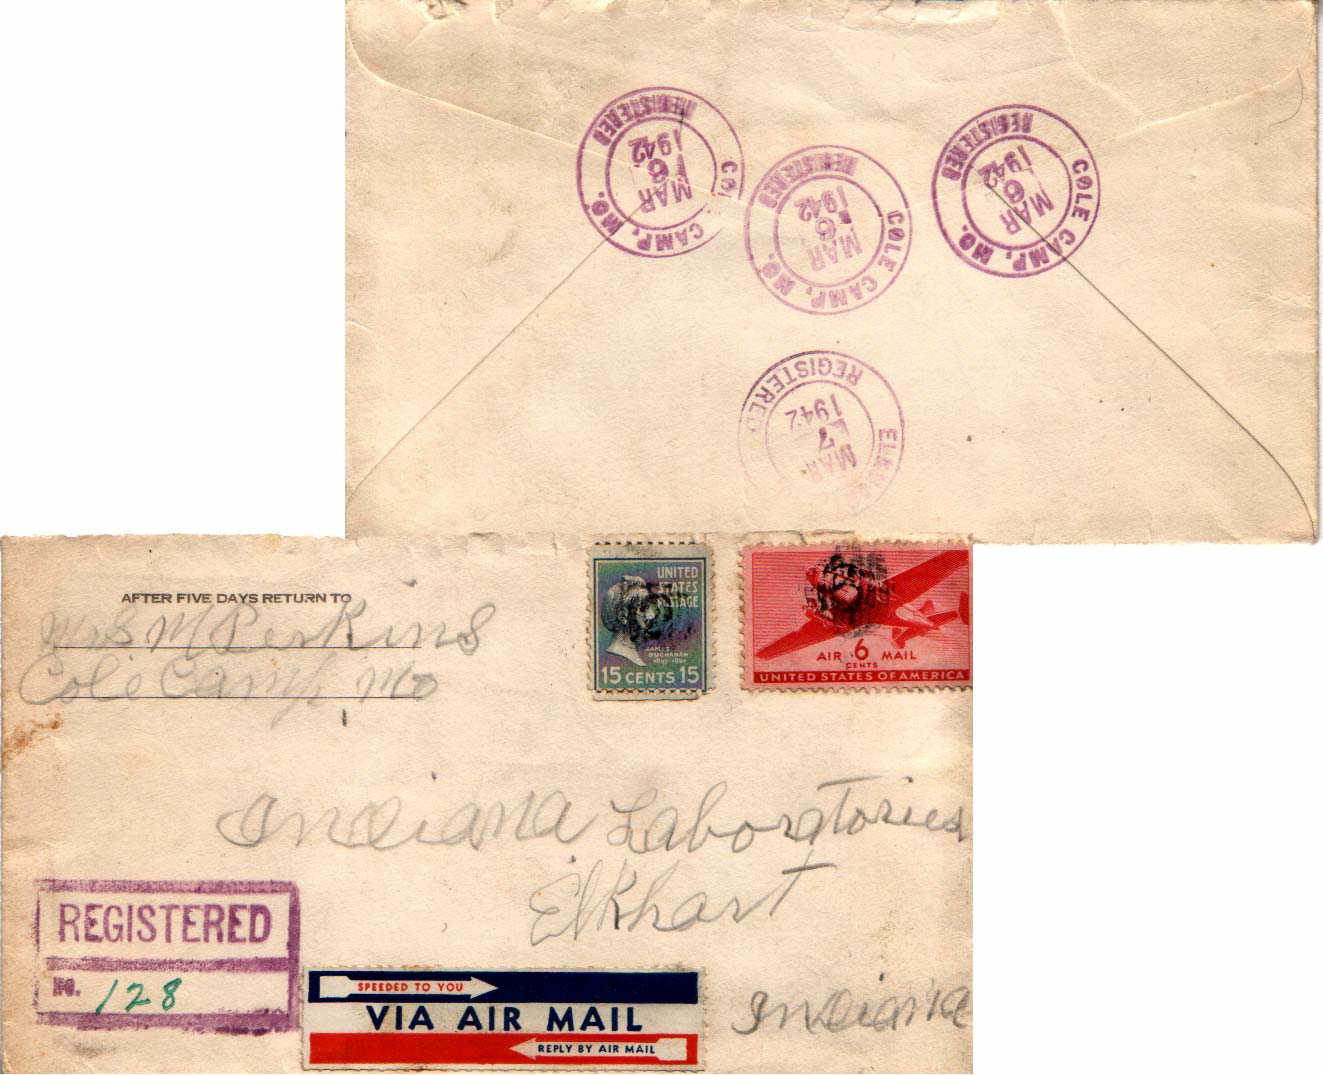 REGISTERED
MAR
6
1942
COLE CAMP, MO.
REGISTERED
MAR
6
1942
COLE CAMP, MO.
REGISTERED
MAR
6
1942
COLE CAMP, MO.
REGISTERED
MAR
7
1942
AFTER FIVE DAYS RETURN TO
Mrs M Perkins
Cole Camp, Mo
UNITED
STATES
POSTAGE
JAMES
BUCHANAN
15 CENTS 15
AIR 6 MAIL
CENTS
UNITED STATES OF AMERICA
Indiana Laboratories
Elkhart
Indiana
REGISTERED
NO. 128
SPEEDED TO YOU
VIA AIR MAIL
REPLY BY AIR MAIL